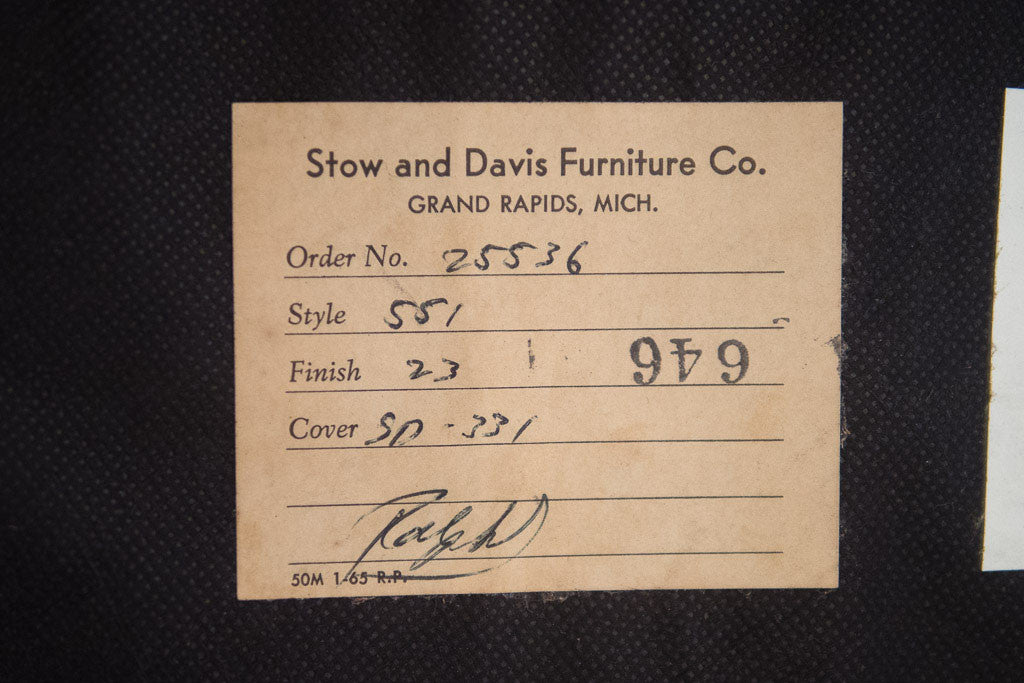 Stow and Davis Furniture Co.
GRAND RAPIDS, MICH.
Order No. 25536
Style 551
Finish 23 646
Cover SD-331
Ralph
50M 1-65 R.P.